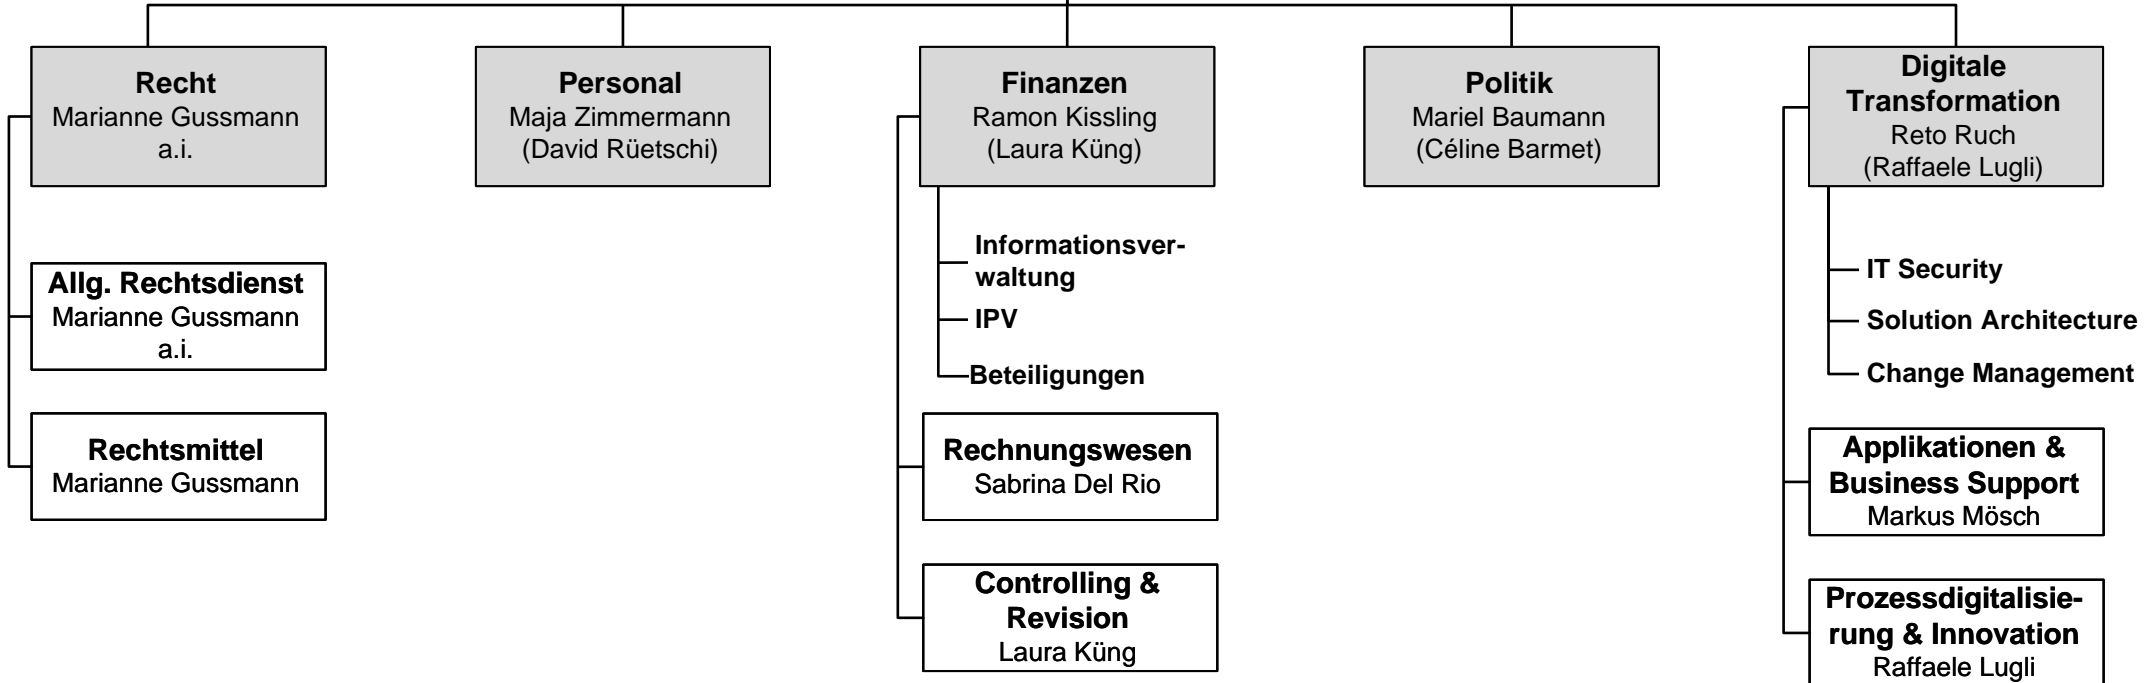 Recht
Marianne Gussmann
a.i.
Allg. Rechtsdienst
Marianne Gussmann
a.i.
Rechtsmittel
Marianne Gussmann
Personal
Maja Zimmermann
(David Rüetschi)
Finanzen
Ramon Kissling
(Laura Küng)
Informationsver-
waltung
IPV
Beteiligungen
Rechnungswesen
Sabrina Del Rio
Controlling &
Revision
Laura Küng
Politik
Mariel Baumann
(Céline Barmet)
Digitale
Transformation
Reto Ruch
(Raffaele Lugli)
IT Security
Solution Architecture
Change Management
Applikationen &
Business Support
Markus Mösch
Prozessdigitalisie-
rung & Innovation
Raffaele Lugli